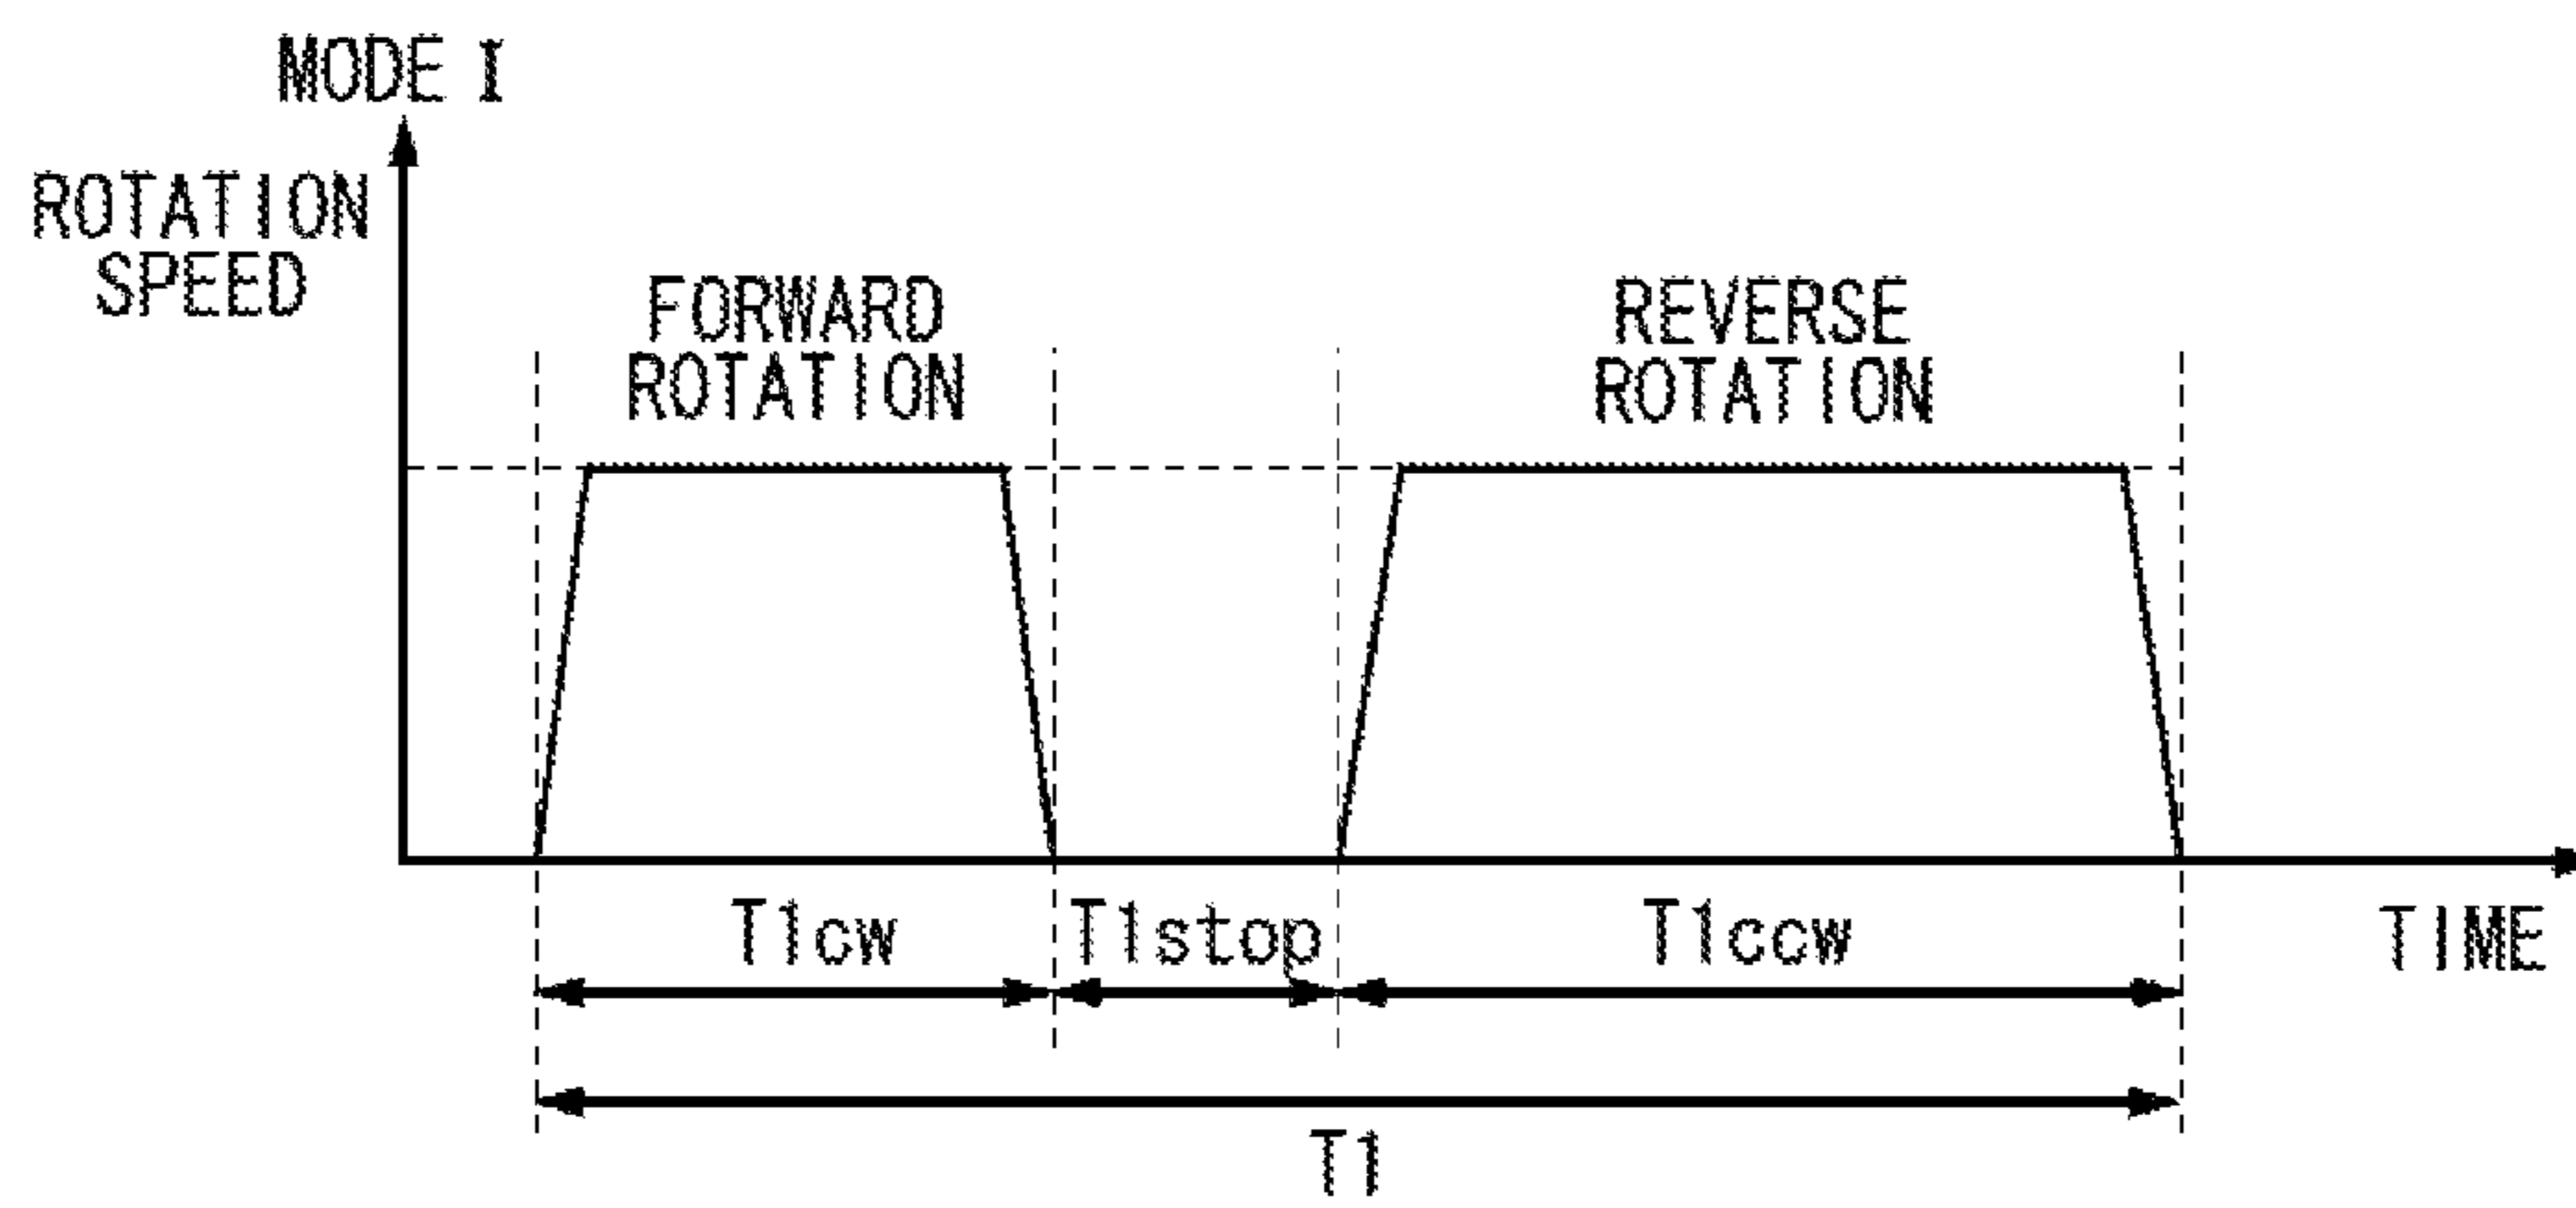 MODE I
ROTATION
SPEED
FORWARD
ROTATION
REVERSE
ROTATION
T1cw
T1stop
T1ccw
TIME
T1